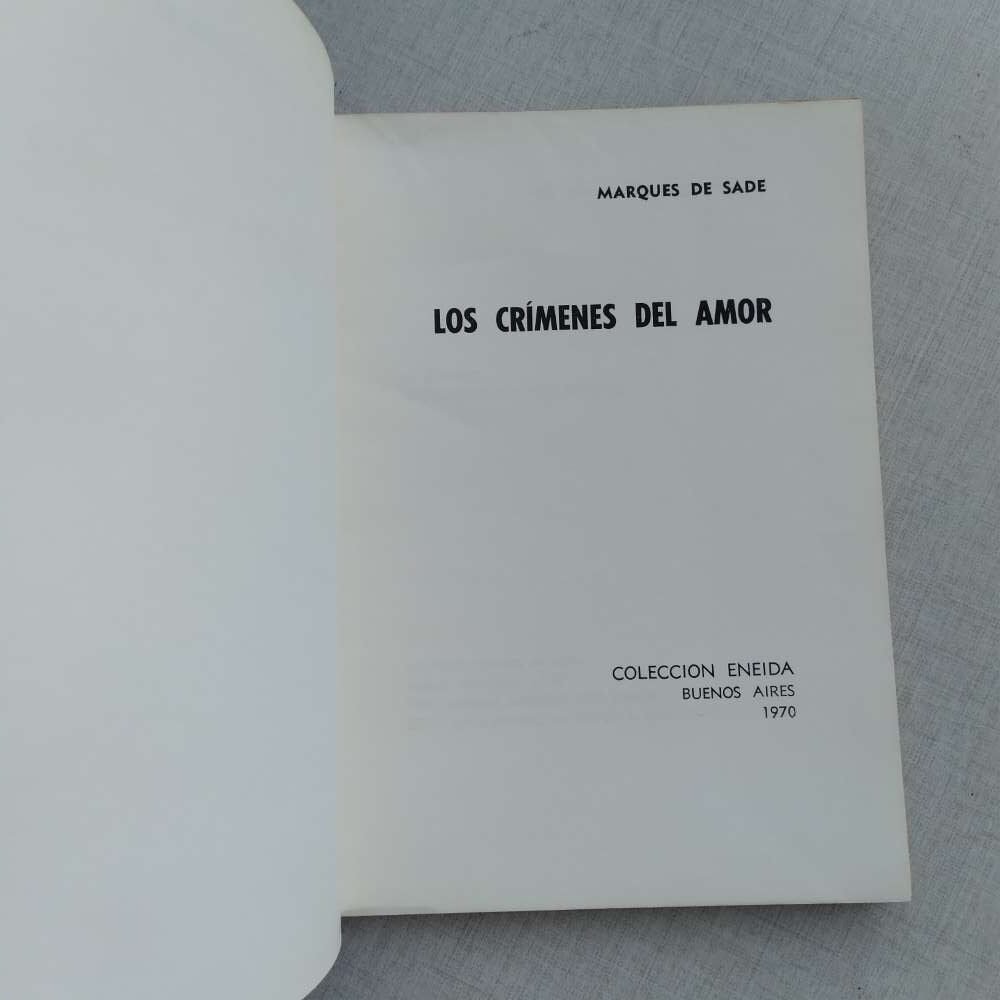 MARQUES DE SADE
LOS CRÍMENES DEL AMOR
COLECCION ENEIDA
BUENOS AIRES
1970